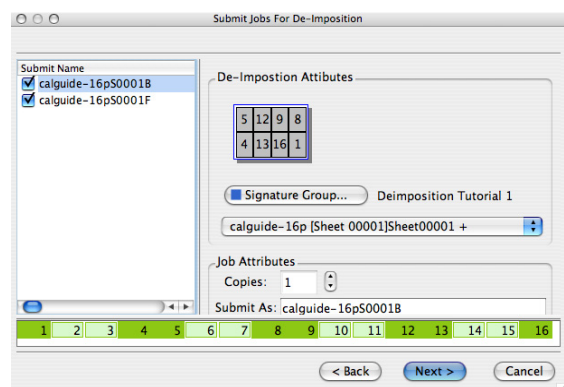 Submit Jobs For De-Imposition
Submit Name
calguide-16pS0001B
calguide-16pS0001F
De-Impostion Attibutes
5 12 9 8
4 13 16 1
Signature Group... Deimposition Tutorial 1
calguide-16p [Sheet 00001]Sheet00001 +
Job Attributes
Copies: 1
Submit As: calguide-16pS0001B
1 2 3 4 5 6 7 8 9 10 11 12 13 14 15 16
< Back Next > Cancel